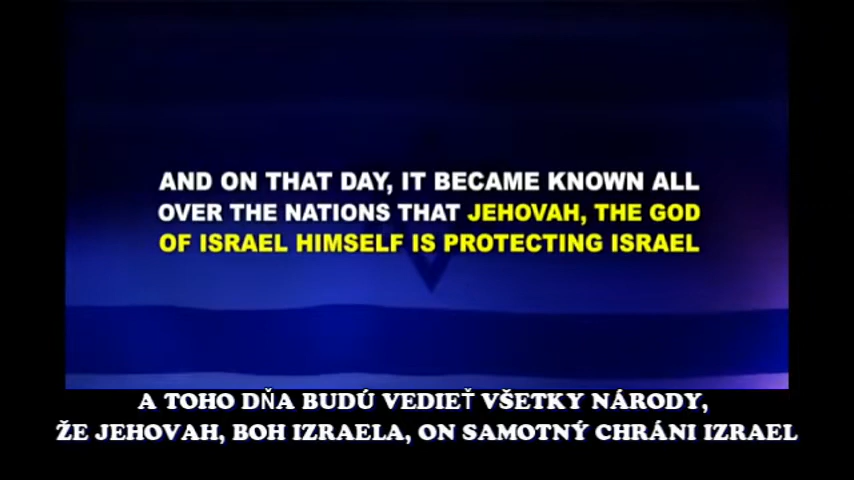 AND ON THAT DAY, IT BECAME KNOWN ALL
OVER THE NATIONS THAT JEHOVAH, THE GOD
OF ISRAEL HIMSELF IS PROTECTING ISRAEL
A TOHO DŇA BUDÚ VEDIEŤ VŠETKY NÁRODY,
ŽE JEHOVAH, BOH IZRAELA, ON SAMOTNÝ CHRÁNI IZRAEL